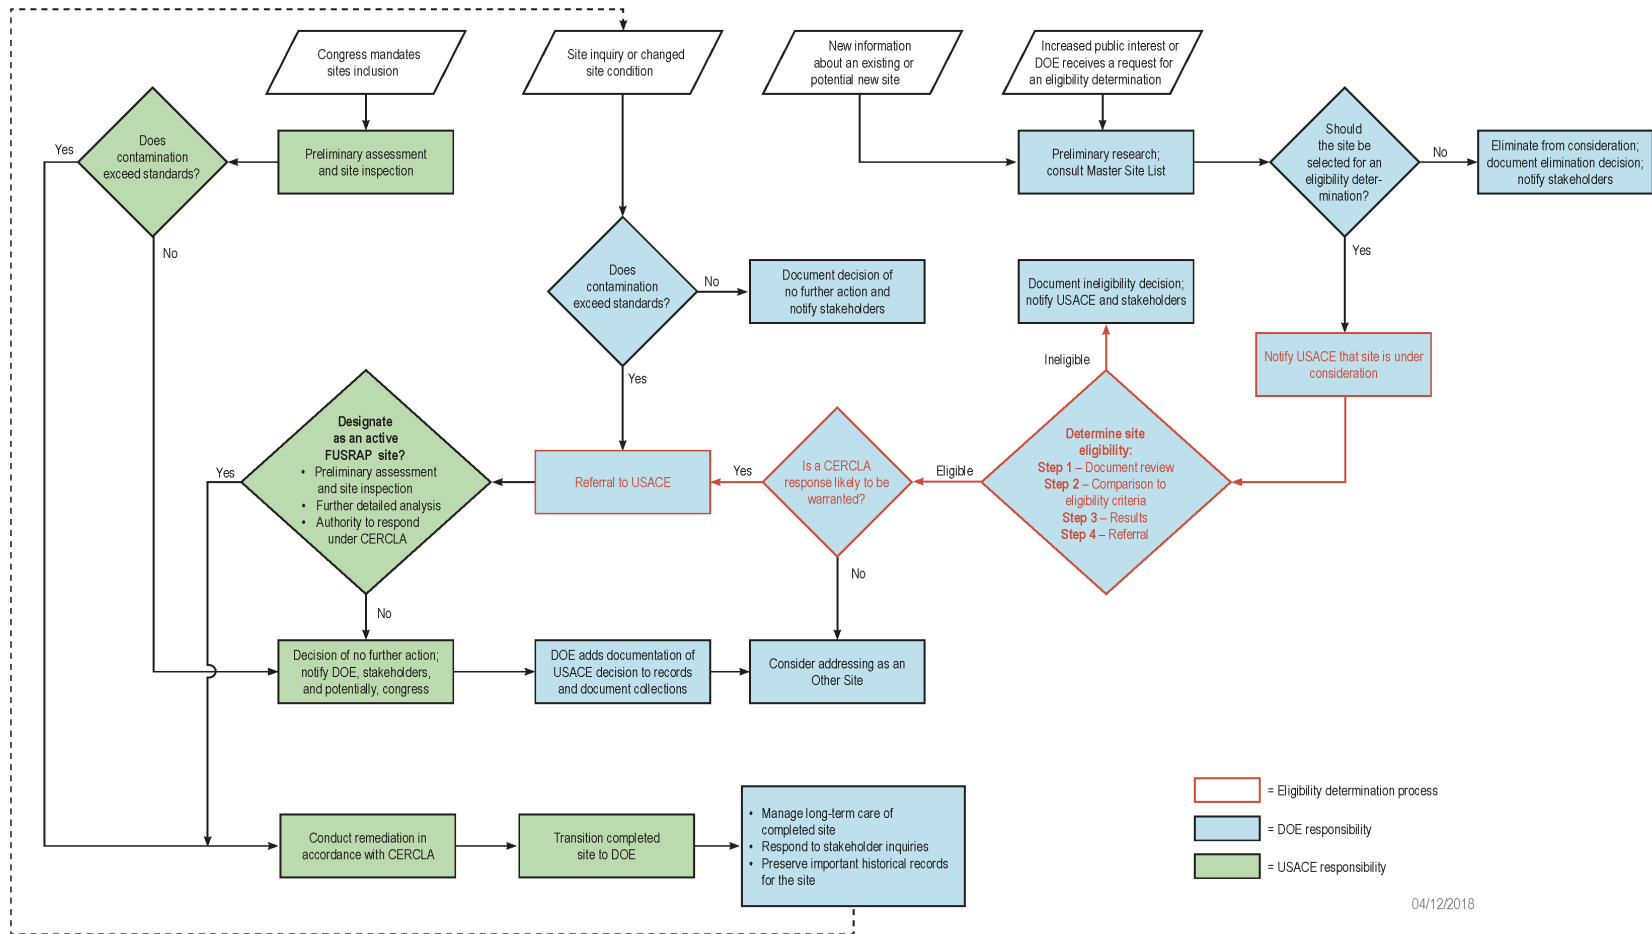 Congress mandates
sites inclusion
Site inquiry or changed
site condition
New information
about an existing or
potential new site
Increased public interest or
DOE receives a request for
an eligibility determination
Yes
Does
contamination
exceed standards?
No
Preliminary assessment
and site inspection
Preliminary research;
consult Master Site List
Should
the site be
selected for an
eligibility deter-
mination?
No
Yes
Eliminate from consideration;
document elimination decision;
notify stakeholders
Does
contamination
exceed standards?
No
Yes
Document decision of
no further action and
notify stakeholders
Document ineligibility decision;
notify USACE and stakeholders
Ineligible
Notify USACE that site is under
consideration
Yes
Designate
as an active
FUSRAP site?
• Preliminary assessment
and site inspection
• Further detailed analysis
• Authority to respond
under CERCLA
No
Referral to USACE
Yes
Is a CERCLA
response likely to be
warranted?
No
Eligible
Determine site
eligibility:
Step 1 – Document review
Step 2 – Comparison to
eligibility criteria
Step 3 – Results
Step 4 – Referral
Decision of no further action;
notify DOE, stakeholders,
and potentially, congress
DOE adds documentation of
USACE decision to records
and document collections
Consider addressing as an
Other Site
Conduct remediation in
accordance with CERCLA
Transition completed
site to DOE
• Manage long-term care of
completed site
• Respond to stakeholder inquiries
• Preserve important historical records
for the site
= Eligibility determination process
= DOE responsibility
= USACE responsibility
04/12/2018